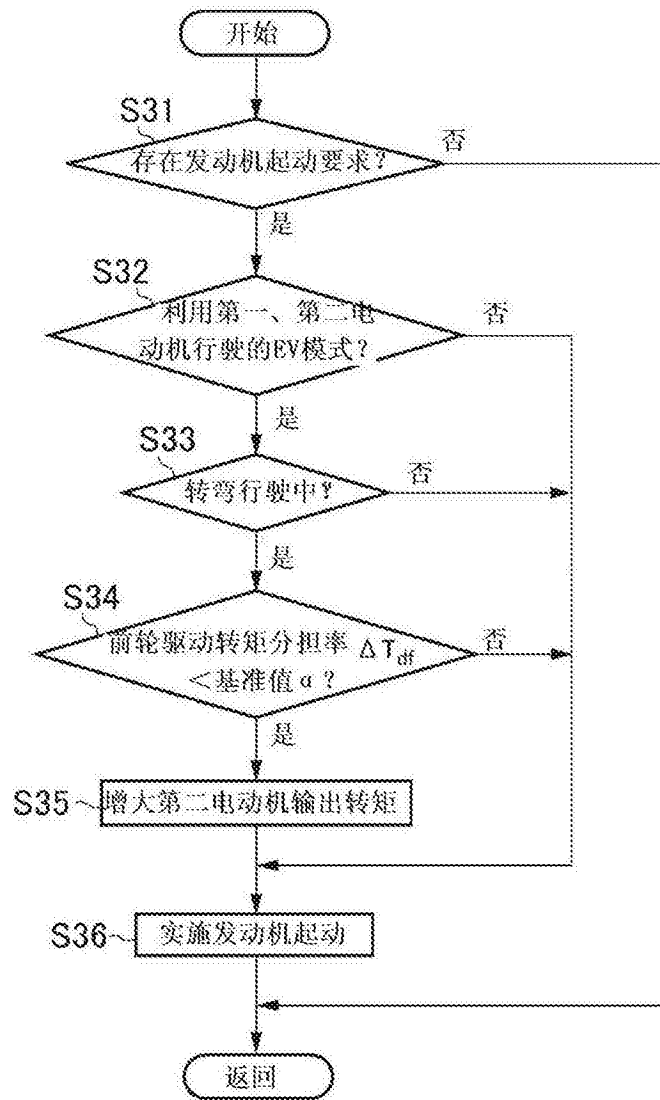 开始
S31
存在发动机起动要求?
否
是
S32
利用第一、第二电
动机行驶的EV模式?
否
是
S33
转弯行驶中?
否
是
S34
前轮驱动转矩分担率 ΔTdf
<基准值α?
否
是
S35
增大第二电动机输出转矩
S36
实施发动机起动
返回